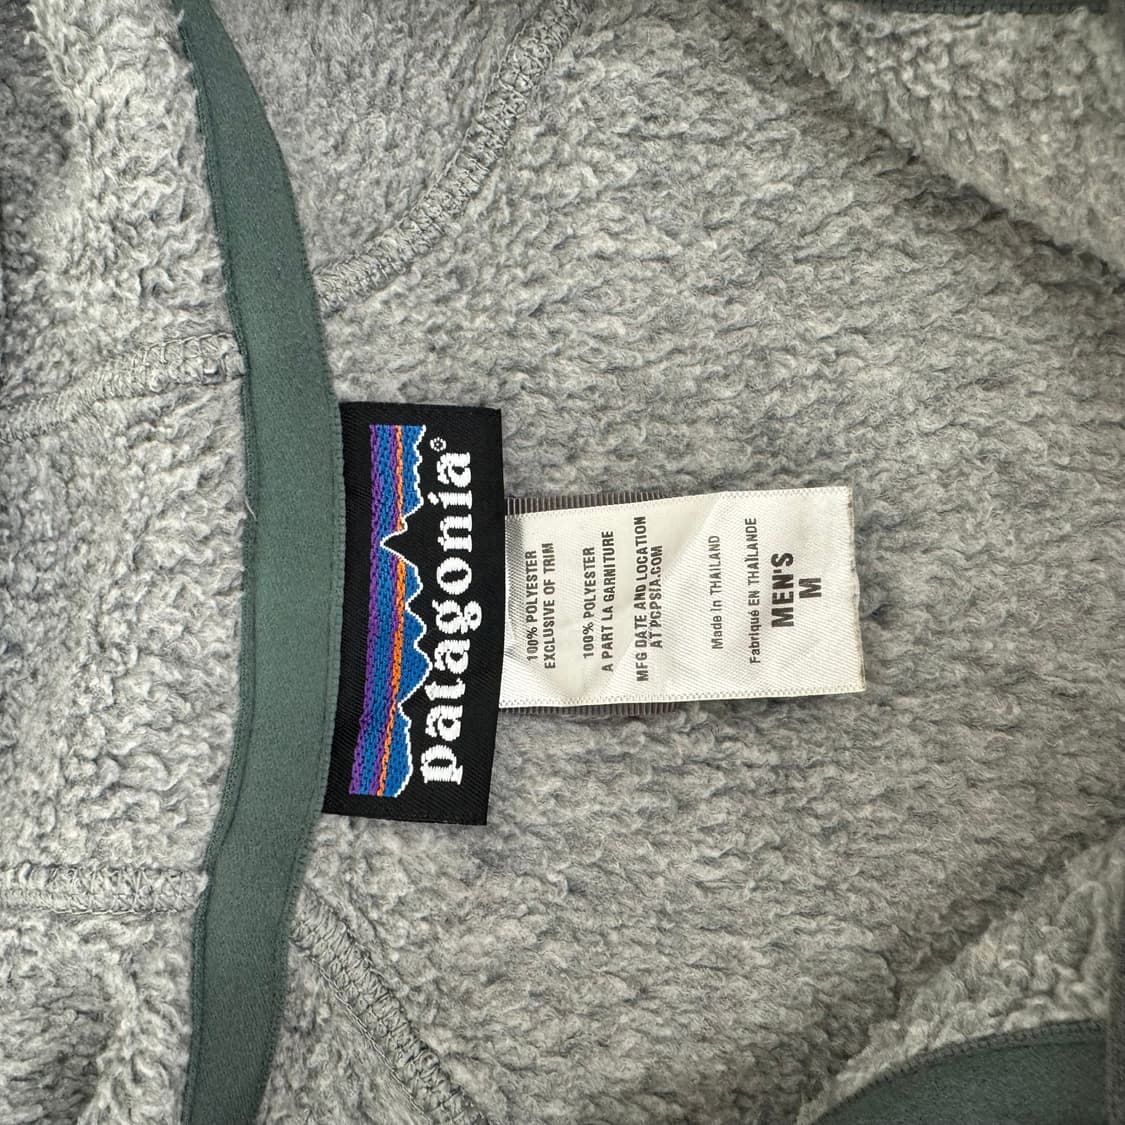 patagonia®
100% POLYESTER
EXCLUSIVE OF TRIM
100% POLYESTER
A PART LA GARNITURE
MFG DATE AND LOCATION
AT PGPSIA.COM
Made In THAILAND
Fabriqué EN THAÏLANDE
MEN'S
M